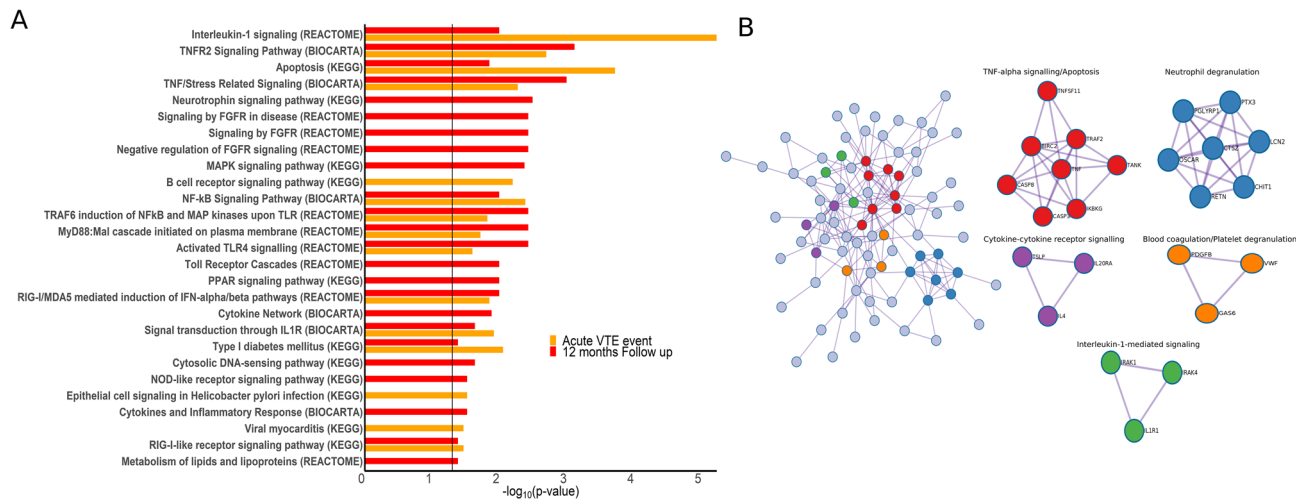 A
Interleukin-1 signaling (REACTOME)
TNFR2 Signaling Pathway (BIOCARTA)
Apoptosis (KEGG)
TNF/Stress Related Signaling (BIOCARTA)
Neurotrophin signaling pathway (KEGG)
Signaling by FGFR in disease (REACTOME)
Signaling by FGFR (REACTOME)
Negative regulation of FGFR signaling (REACTOME)
MAPK signaling pathway (KEGG)
B cell receptor signaling pathway (KEGG)
NF-kB Signaling Pathway (BIOCARTA)
TRAF6 induction of NFkB and MAP kinases upon TLR (REACTOME)
MyD88:Mal cascade initiated on plasma membrane (REACTOME)
Activated TLR4 signalling (REACTOME)
Toll Receptor Cascades (REACTOME)
PPAR signaling pathway (KEGG)
RIG-I/MDA5 mediated induction of IFN-alpha/beta pathways (REACTOME)
Cytokine Network (BIOCARTA)
Signal transduction through IL1R (BIOCARTA)
Type I diabetes mellitus (KEGG)
Cytosolic DNA-sensing pathway (KEGG)
NOD-like receptor signaling pathway (KEGG)
Epithelial cell signaling in Helicobacter pylori infection (KEGG)
Cytokines and Inflammatory Response (BIOCARTA)
Viral myocarditis (KEGG)
RIG-I-like receptor signaling pathway (KEGG)
Metabolism of lipids and lipoproteins (REACTOME)
Acute VTE event
12 months Follow up
0 1 2 3 4 5
-log10(p-value)
B
TNF-alpha signalling/Apoptosis
TNFSF11
TRAF2
BIRC2
TNF
TANK
CASP8
IKBKG
CASP3
Neutrophil degranulation
PTX3
PGLYRP1
LCN2
CTSZ
OSCAR
CHIT1
RETN
Cytokine-cytokine receptor signalling
TSLP
IL20RA
IL4
Blood coagulation/Platelet degranulation
PDGFB
VWF
GAS6
Interleukin-1-mediated signaling
IRAK1
IRAK4
IL1R1